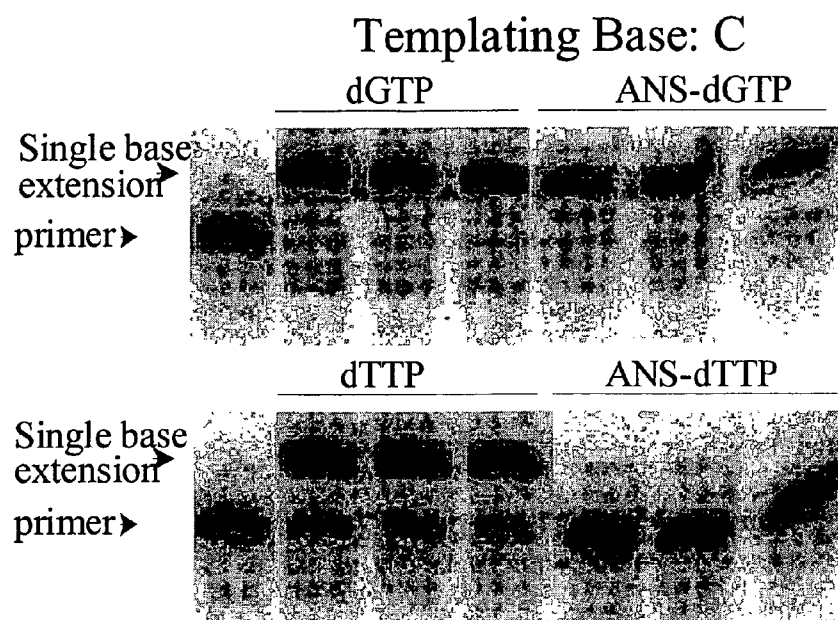 Templating Base: C
dGTP ANS-dGTP
Single base
extension
primer
dTTP ANS-dTTP
Single base
extension
primer